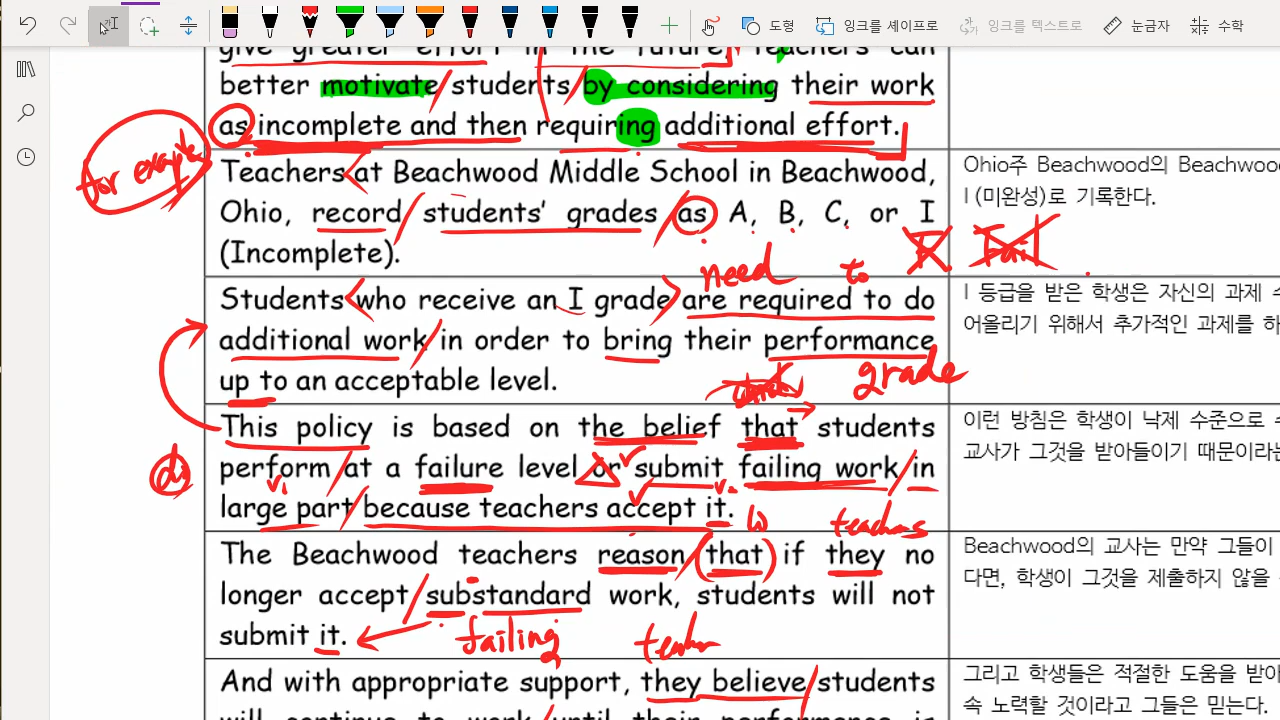 도형
잉크를 셰이프로
잉크를 텍스트로
눈금자
수학
give greater effort in the future, Teachers can
better motivate students by considering their work
as incomplete and then requiring additional effort.
for example
Teachers at Beachwood Middle School in Beachwood,
Ohio, record students' grades as A, B, C, or I
(Incomplete).
F Fail
Ohio주 Beachwood의 Beachwoo
I (미완성)로 기록한다.
need to
Students who receive an I grade are required to do
additional work in order to bring their performance
up to an acceptable level.
grade
I 등급을 받은 학생은 자신의 과제 수
어올리기 위해서 추가적인 과제를 하
This policy is based on the belief that students
perform at a failure level or submit failing work in
large part because teachers accept it.
이런 방침은 학생이 낙제 수준으로
교사가 그것을 받아들이기 때문이라는
teachers
The Beachwood teachers reason that if they no
longer accept substandard work, students will not
submit it.
failing
Beachwood의 교사는 만약 그들이
다면, 학생이 그것을 제출하지 않을
And with appropriate support, they believe students
will continue to work until their performance is
그리고 학생들은 적절한 도움을 받아
속 노력할 것이라고 그들은 믿는다.